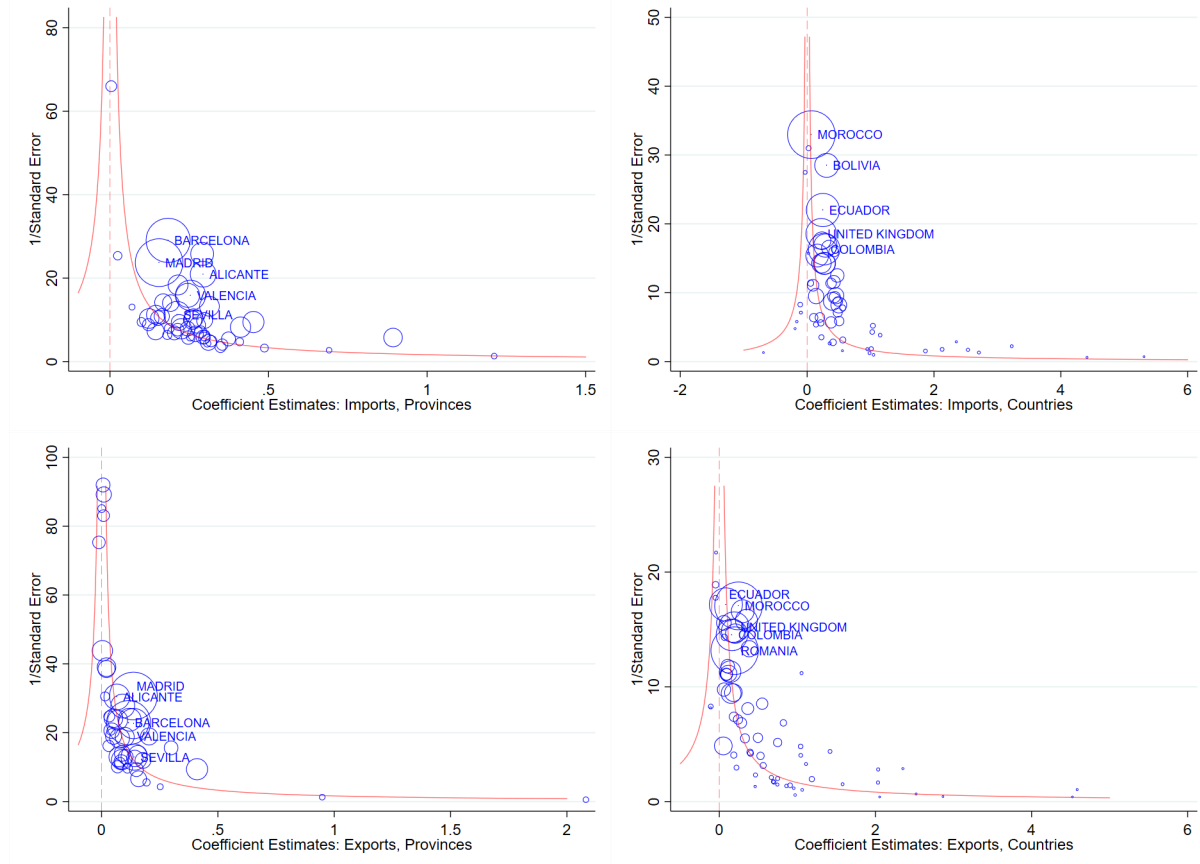 80
60
40
20
0
1/Standard Error
BARCELONA
MADRID
ALICANTE
VALENCIA
SEVILLA
0
.5
1
1.5
Coefficient Estimates: Imports, Provinces
50
40
30
20
10
0
1/Standard Error
MOROCCO
BOLIVIA
ECUADOR
UNITED KINGDOM
COLOMBIA
-2
0
2
4
6
Coefficient Estimates: Imports, Countries
100
80
60
40
20
0
1/Standard Error
MADRID
ALICANTE
BARCELONA
VALENCIA
SEVILLA
0
.5
1
2
Coefficient Estimates: Exports, Provinces
30
20
10
0
1/Standard Error
ECUADOR
MOROCCO
UNITED KINGDOM
COLOMBIA
ROMANIA
0
2
4
6
Coefficient Estimates: Exports, Countries